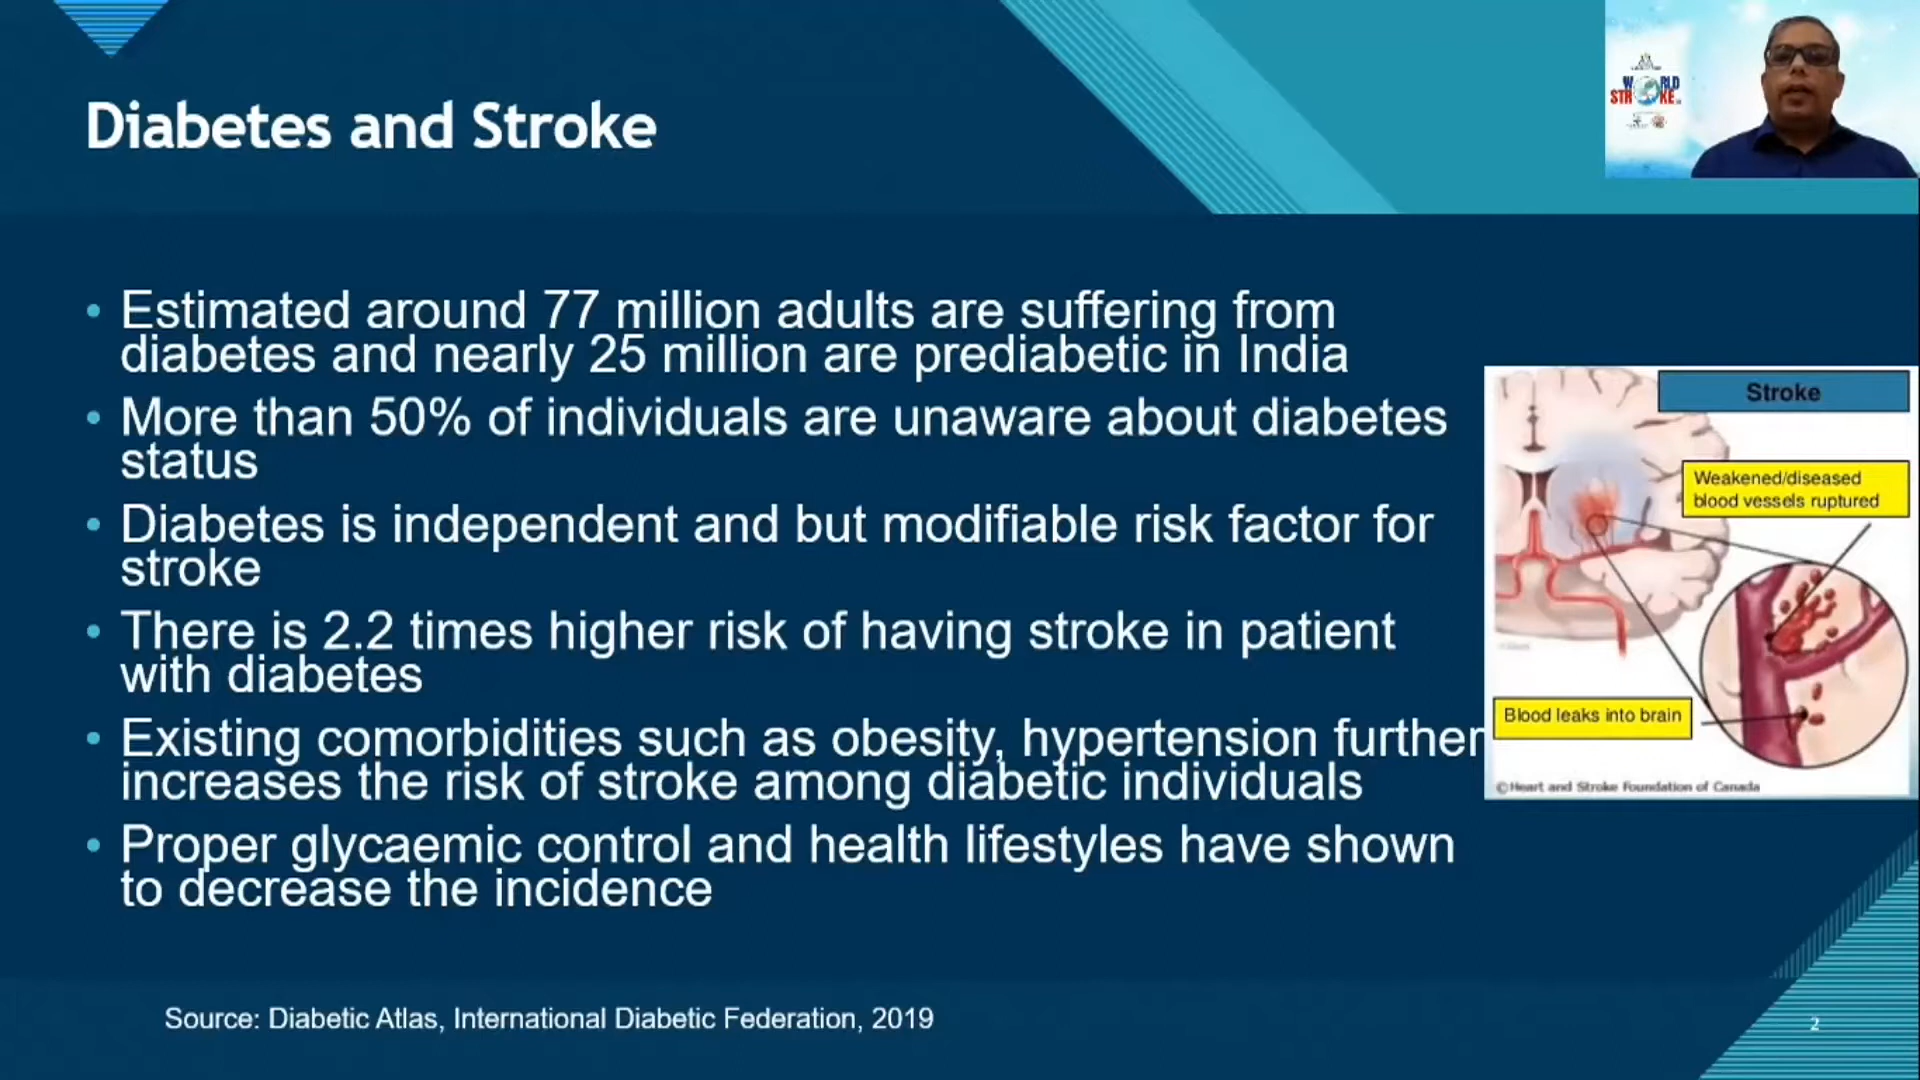 Diabetes and Stroke
WORLD
STROKE
• Estimated around 77 million adults are suffering from
diabetes and nearly 25 million are prediabetic in India
• More than 50% of individuals are unaware about diabetes
status
• Diabetes is independent and but modifiable risk factor for
stroke
• There is 2.2 times higher risk of having stroke in patient
with diabetes
• Existing comorbidities such as obesity, hypertension further
increases the risk of stroke among diabetic individuals
• Proper glycaemic control and health lifestyles have shown
to decrease the incidence
Stroke
Weakened/diseased
blood vessels ruptured
Blood leaks into brain
©Heart and Stroke Foundation of Canada
Source: Diabetic Atlas, International Diabetic Federation, 2019
2